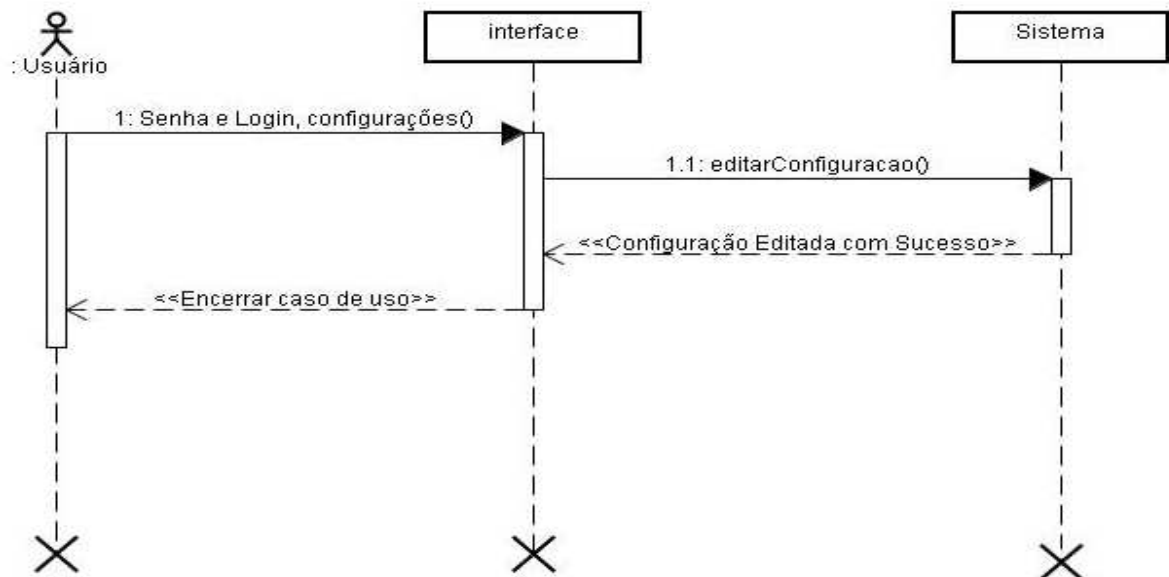 interface
Sistema
: Usuário
1: Senha e Login, configurações()
1.1: editarConfiguracao()
<<Configuração Editada com Sucesso>>
<<Encerrar caso de uso>>